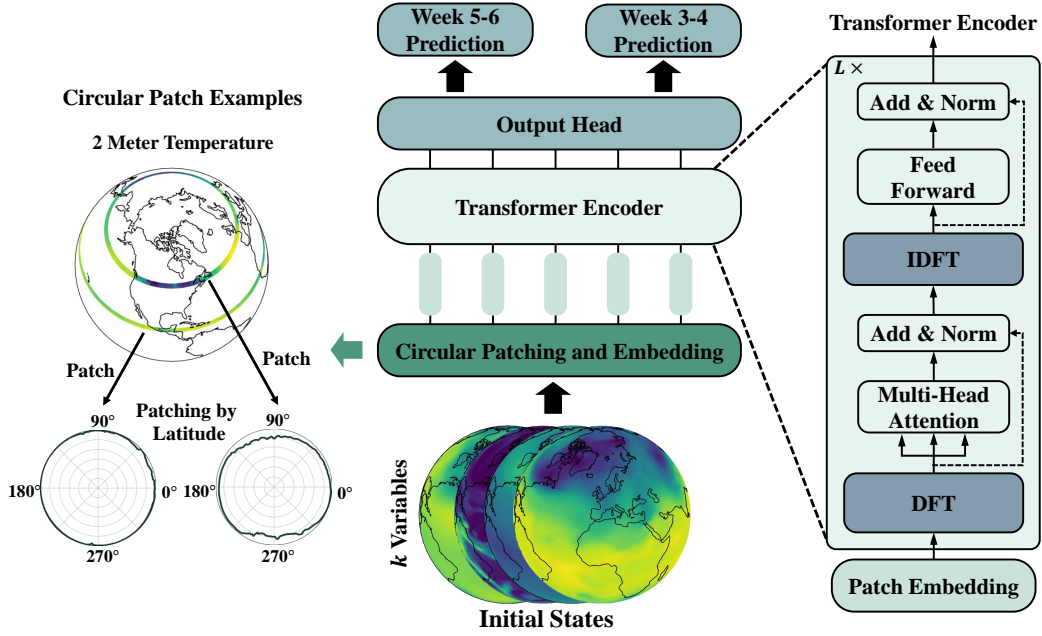 Circular Patch Examples
2 Meter Temperature
Patch
Patch
Patching by
Latitude
90°
180°
0°
270°
90°
180°
0°
270°
Week 5-6
Prediction
Week 3-4
Prediction
Output Head
Transformer Encoder
Circular Patching and Embedding
k Variables
Initial States
Transformer Encoder
L ×
Add & Norm
Feed
Forward
IDFT
Add & Norm
Multi-Head
Attention
DFT
Patch Embedding